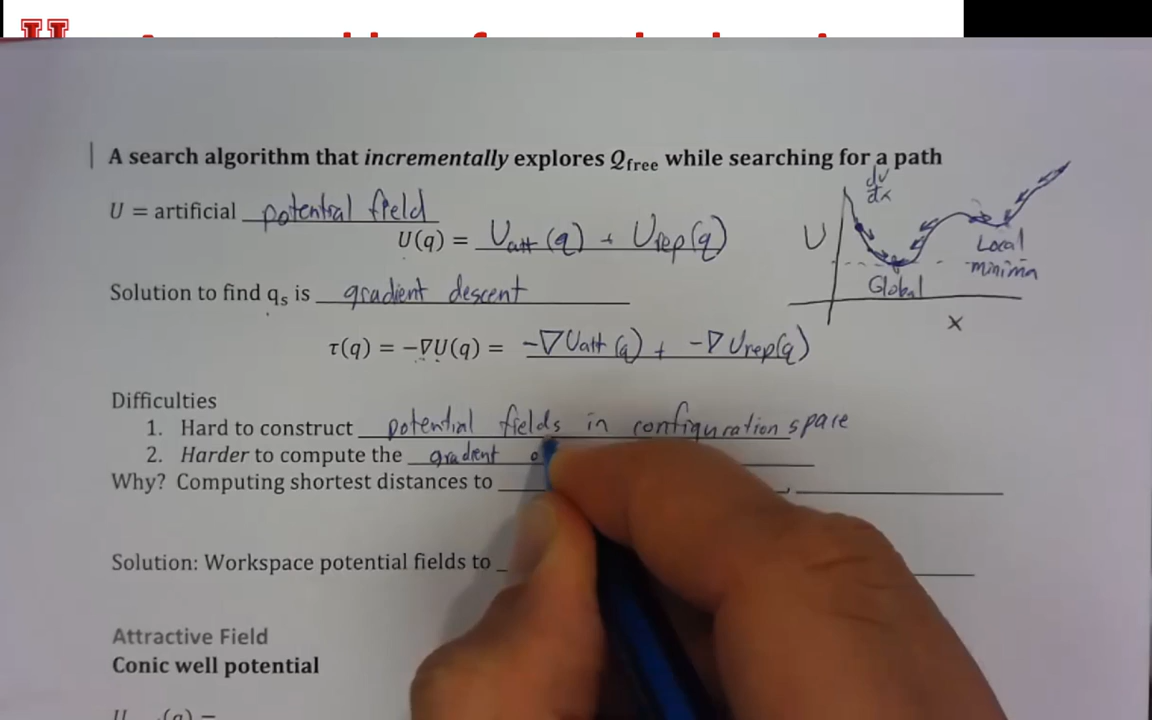 A search algorithm that incrementally explores Q_free while searching for a path
U = artificial potential field
U(q) = U_att(q) + U_rep(q)
dU/dx
U
Local minima
Global
x
Solution to find q_s is gradient descent
τ(q) = −∇U(q) = −∇U_att(q) + −∇U_rep(q)
Difficulties
1. Hard to construct potential fields in configuration space
2. Harder to compute the gradient
Why? Computing shortest distances to
Solution: Workspace potential fields to
Attractive Field
Conic well potential